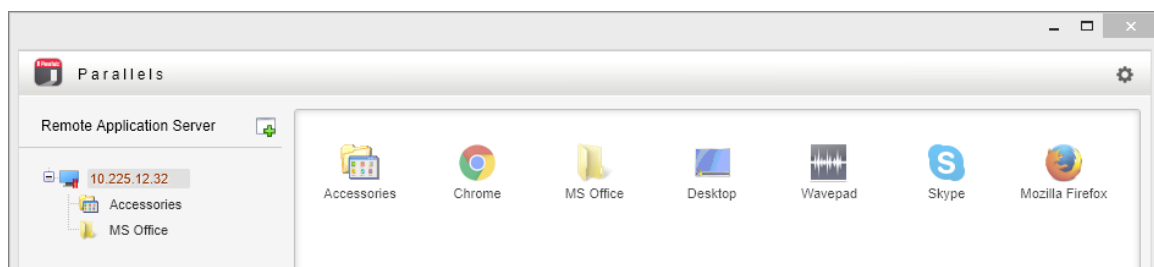 Parallels
Remote Application Server
10.225.12.32
Accessories
MS Office
Accessories Chrome MS Office Desktop Wavepad Skype Mozilla Firefox